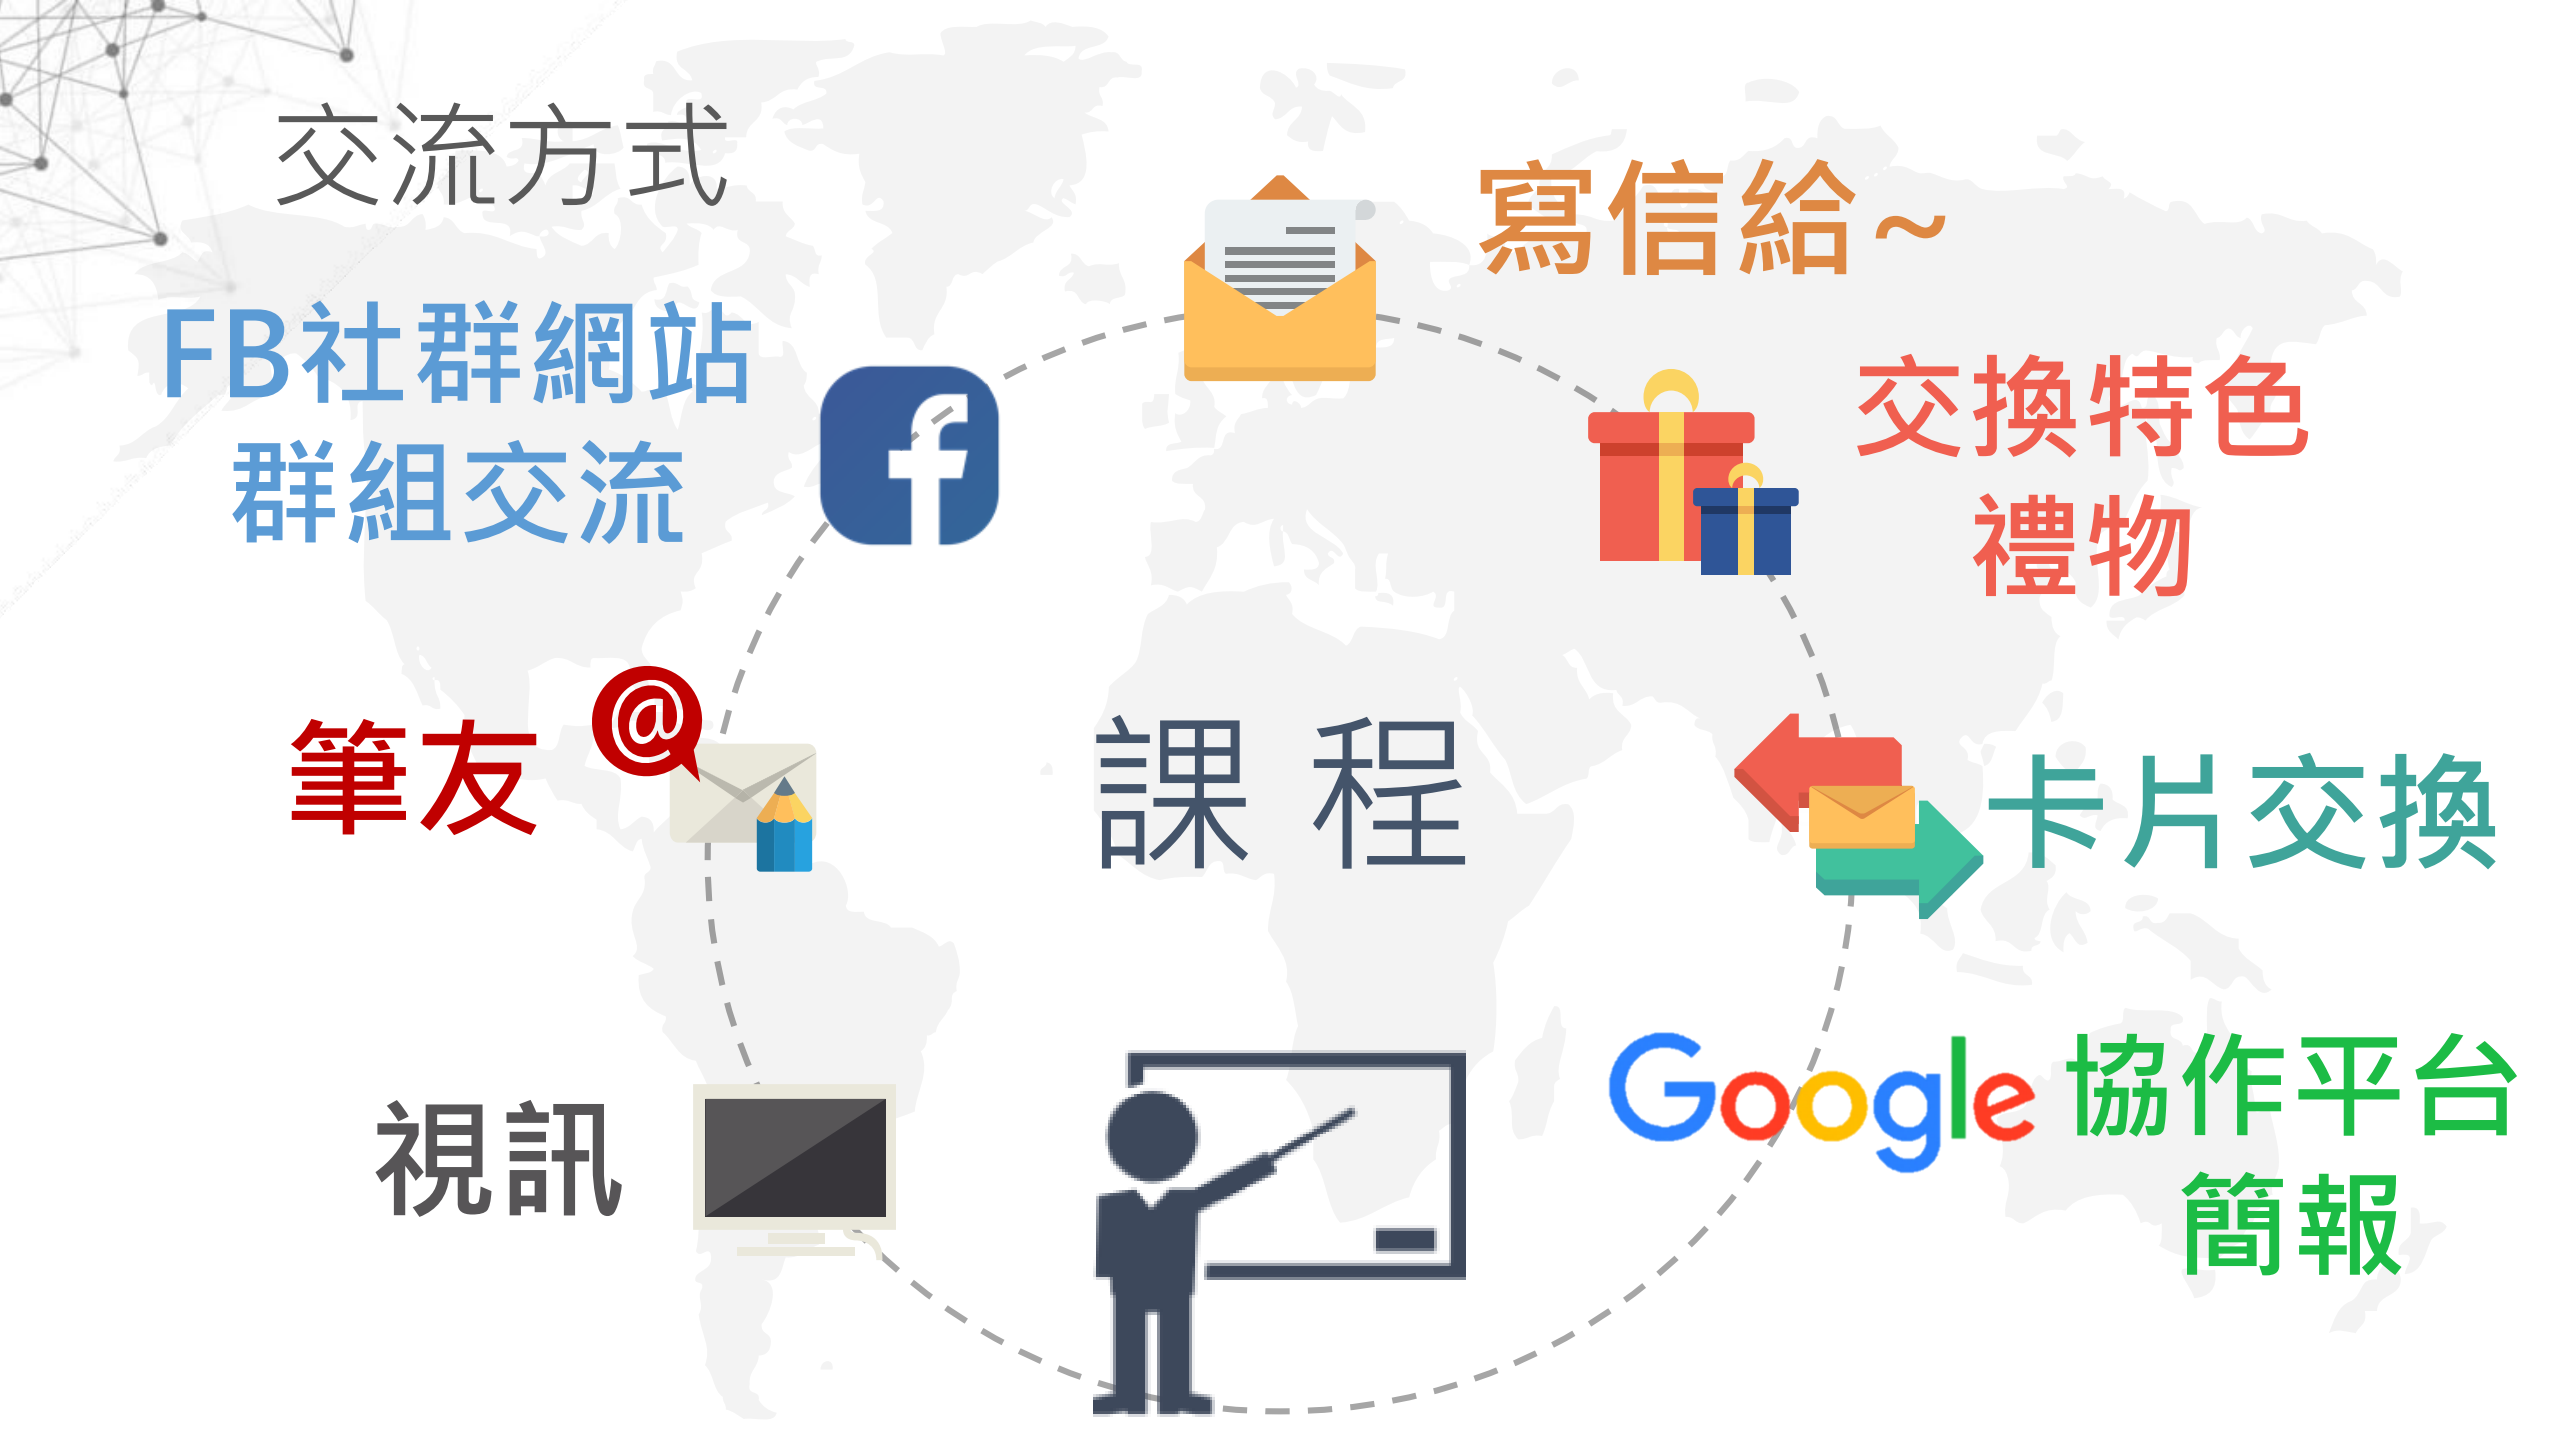 交流方式
寫信給~
FB社群網站
群組交流
交換特色
禮物
@
筆友
課程
卡片交換
Google 協作平台
簡報
視訊